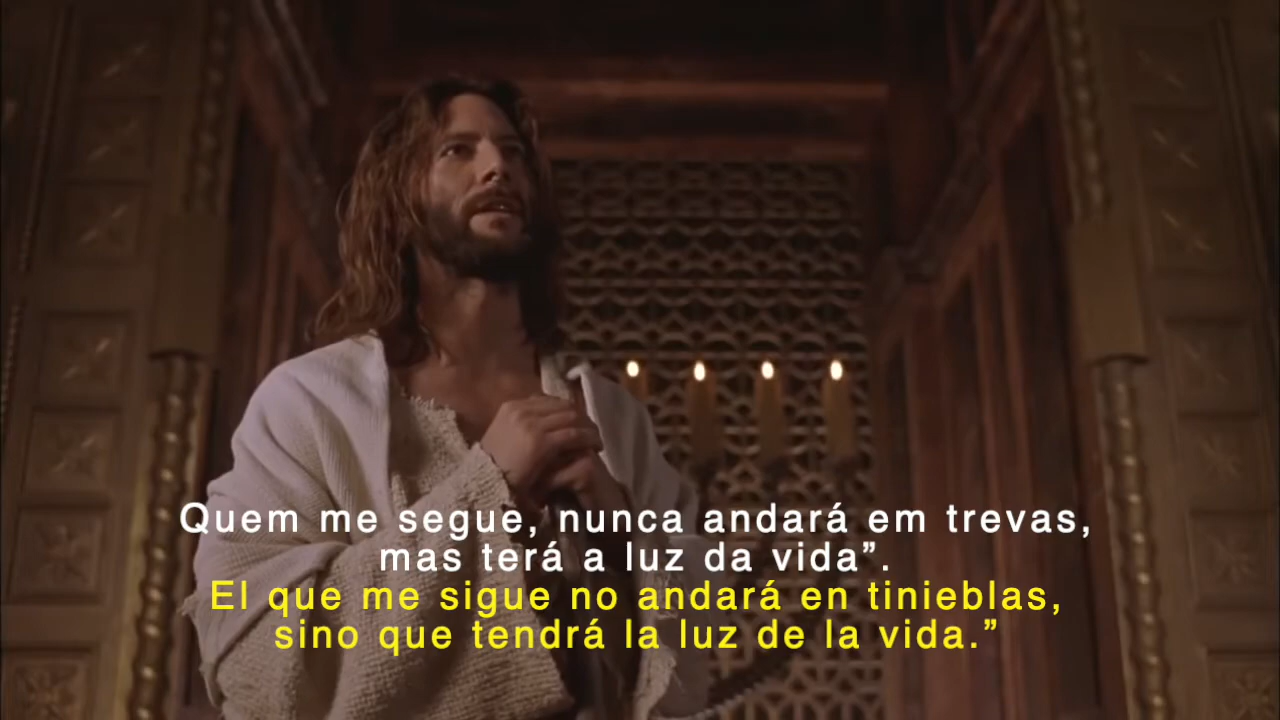 Quem me segue, nunca andará em trevas,
mas terá a luz da vida”.
El que me sigue no andará en tinieblas,
sino que tendrá la luz de la vida.”